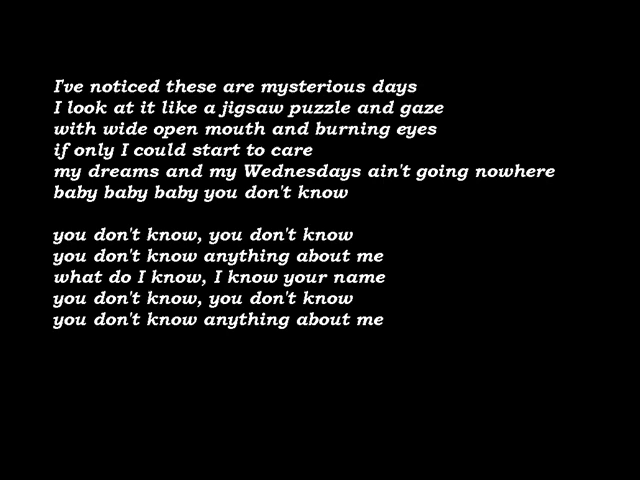 I've noticed these are mysterious days
I look at it like a jigsaw puzzle and gaze
with wide open mouth and burning eyes
if only I could start to care
my dreams and my Wednesdays ain't going nowhere
baby baby baby you don't know
you don't know, you don't know
you don't know anything about me
what do I know, I know your name
you don't know, you don't know
you don't know anything about me